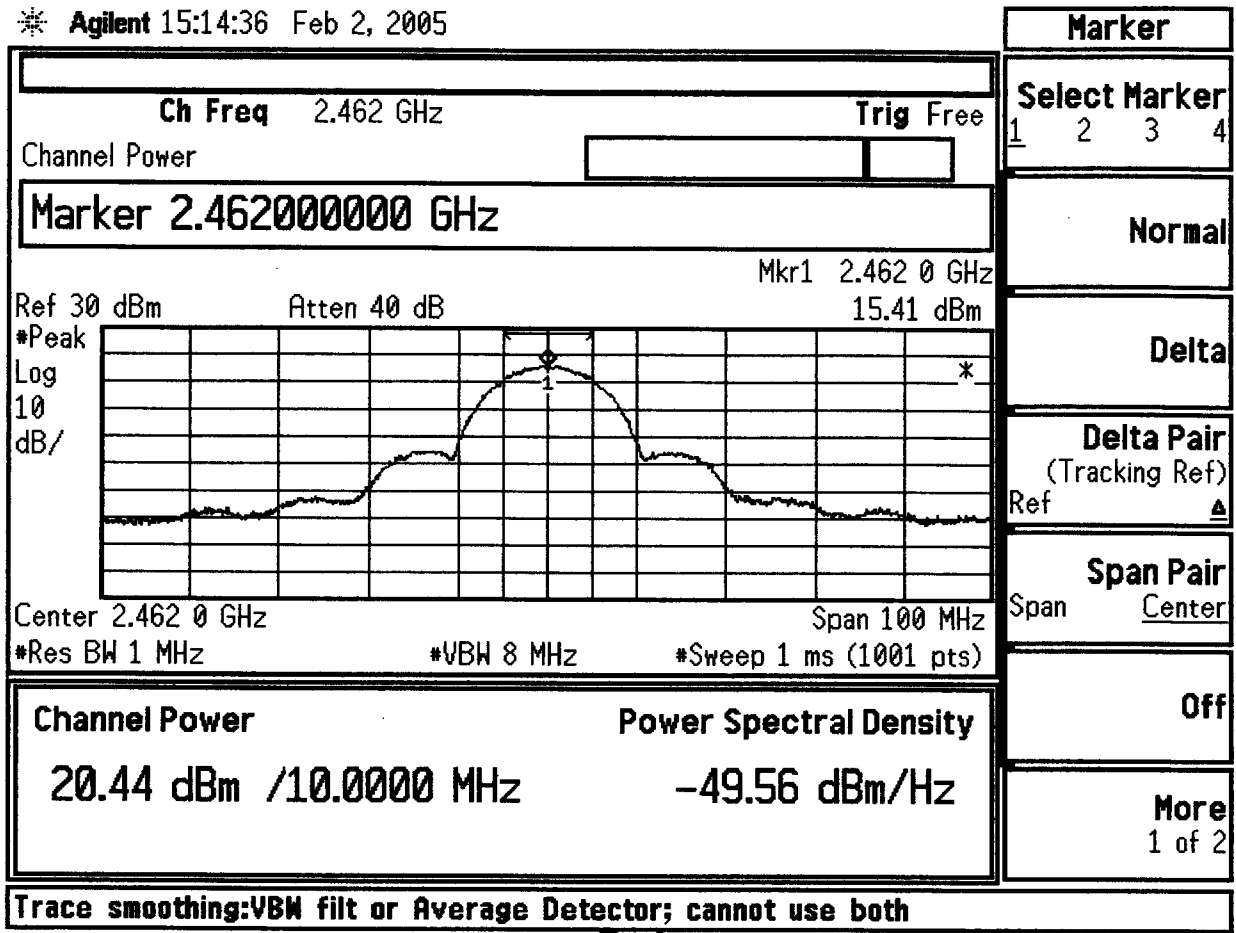 Agilent 15:14:36 Feb 2, 2005
Ch Freq 2.462 GHz Trig Free
Channel Power
Marker 2.462000000 GHz
Mkr1 2.462 0 GHz
Ref 30 dBm Atten 40 dB 15.41 dBm
#Peak
Log
10
dB/
1
*
Center 2.462 0 GHz Span 100 MHz
#Res BW 1 MHz #VBW 8 MHz #Sweep 1 ms (1001 pts)
Channel Power Power Spectral Density
20.44 dBm /10.0000 MHz -49.56 dBm/Hz
Trace smoothing:VBW filt or Average Detector; cannot use both
Marker
Select Marker
1 2 3 4
Normal
Delta
Delta Pair
(Tracking Ref)
Ref Δ
Span Pair
Span Center
Off
More
1 of 2